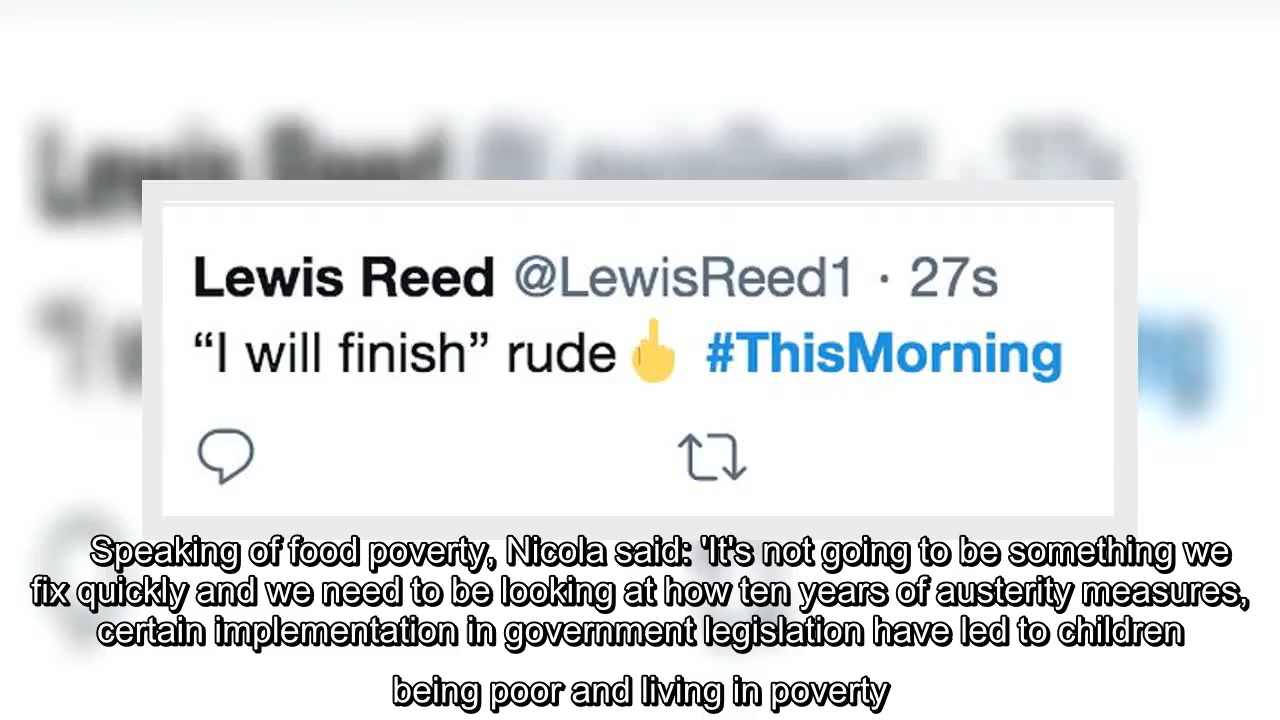 Lewis Reed @LewisReed1 · 27s
“I will finish” rude🖕 #ThisMorning
Speaking of food poverty, Nicola said: 'It's not going to be something we
fix quickly and we need to be looking at how ten years of austerity measures,
certain implementation in government legislation have led to children
being poor and living in poverty